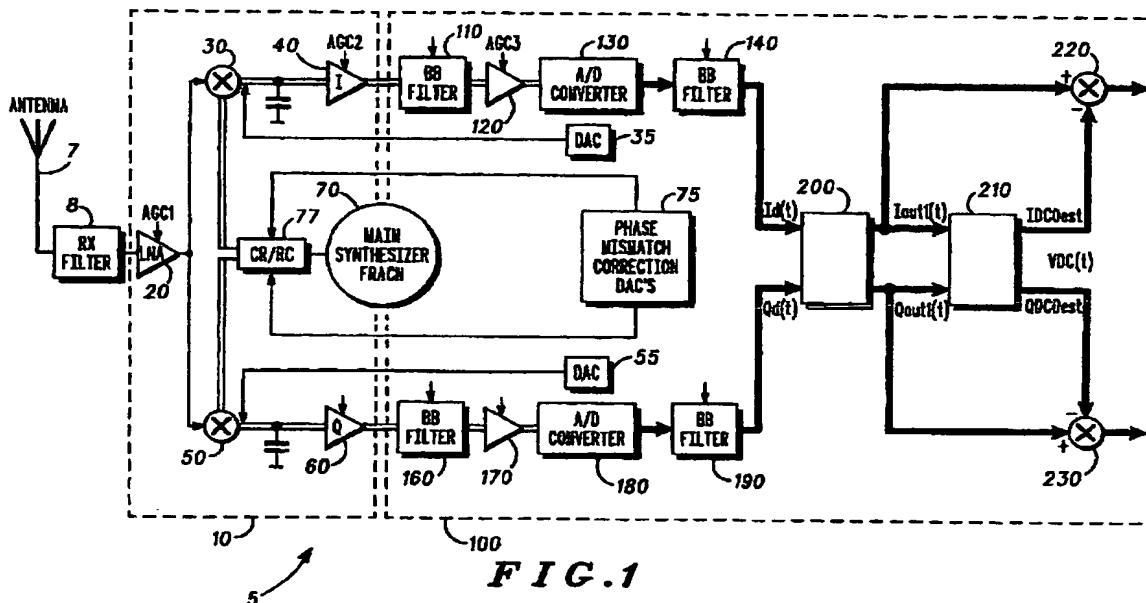 30
40
AGC2
110
AGC3
130
140
220
I
BB
FILTER
A/D
CONVERTER
BB
FILTER
+
-
ANTENNA
120
DAC
35
7
8
AGC1
70
75
Id(t)
200
Iout1(t)
210
IDCOest
RX
FILTER
LNA
77
CR/RC
MAIN
SYNTHESIZER
FRACN
PHASE
MISMATCH
CORRECTION
DAC'S
VDC(t)
20
Qd(t)
Qout1(t)
QDCOest
55
DAC
Q
BB
FILTER
A/D
CONVERTER
BB
FILTER
-
+
50
60
160
170
180
190
230
10
100
5
FIG.1